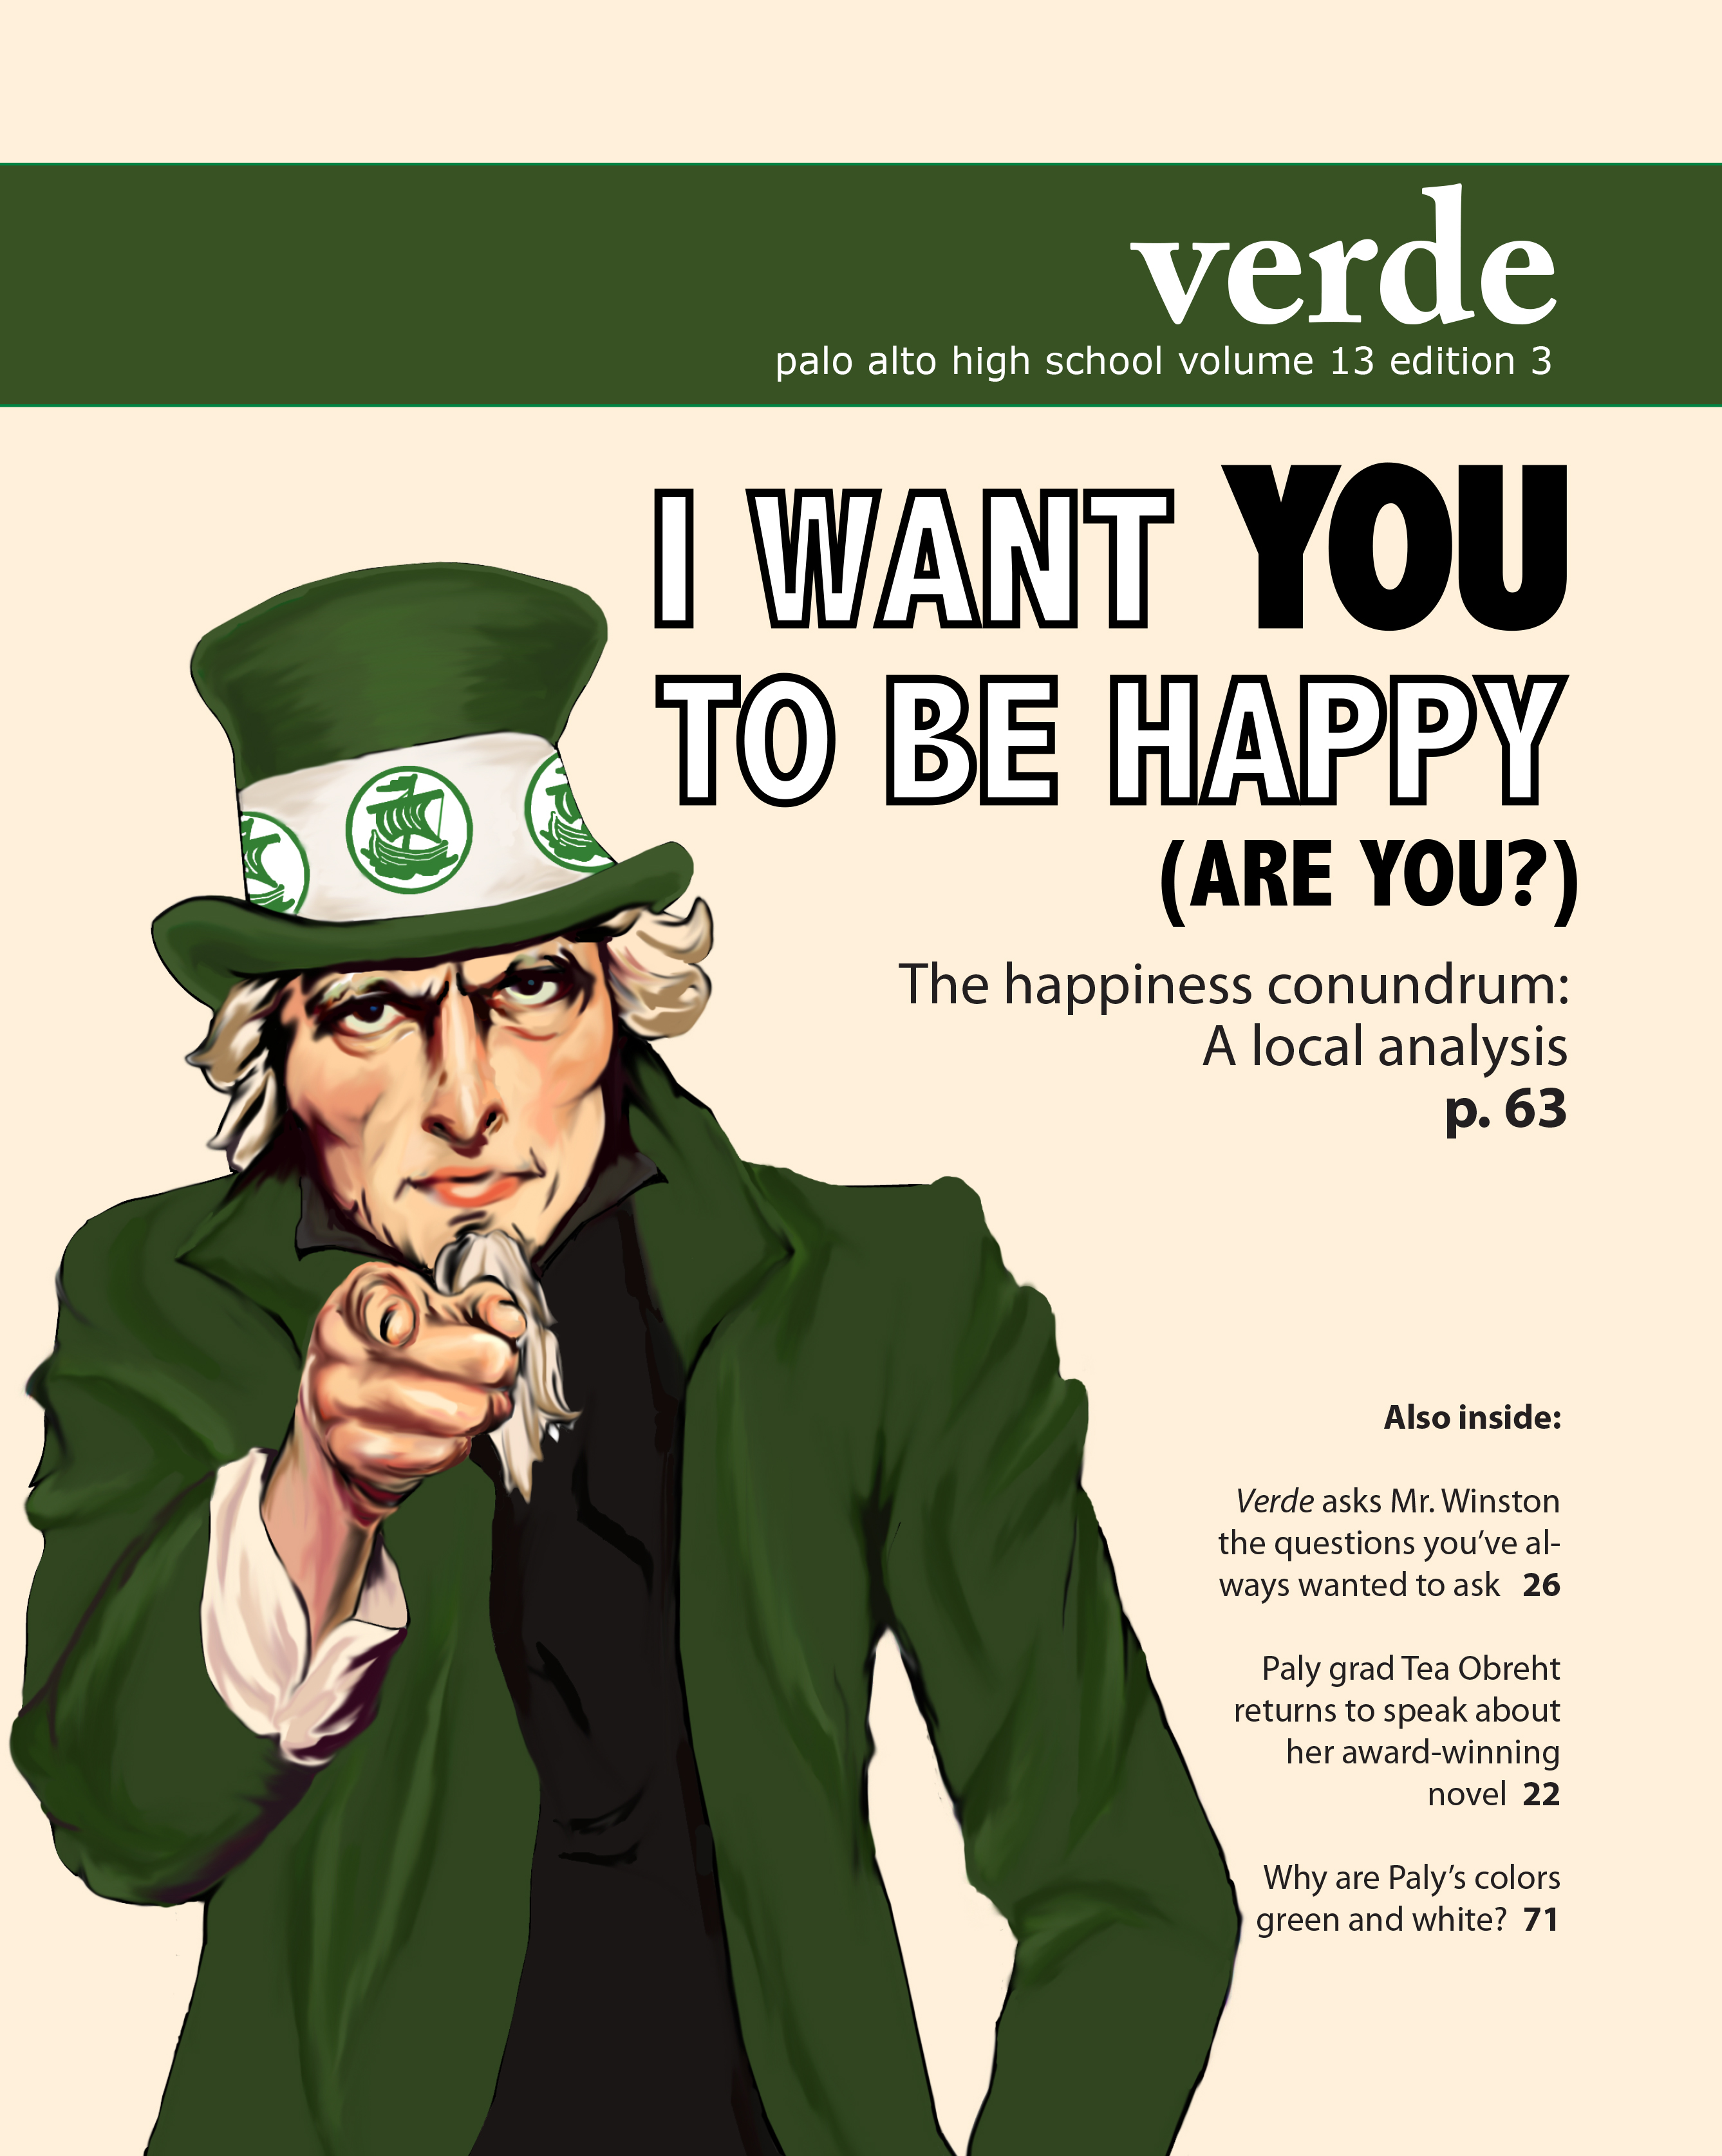 verde
palo alto high school volume 13 edition 3
I WANT YOU
TO BE HAPPY
(ARE YOU?)
The happiness conundrum:
A local analysis
p. 63
Also inside:
Verde asks Mr. Winston
the questions you've al-
ways wanted to ask 26
Paly grad Tea Obreht
returns to speak about
her award-winning
novel 22
Why are Paly's colors
green and white? 71